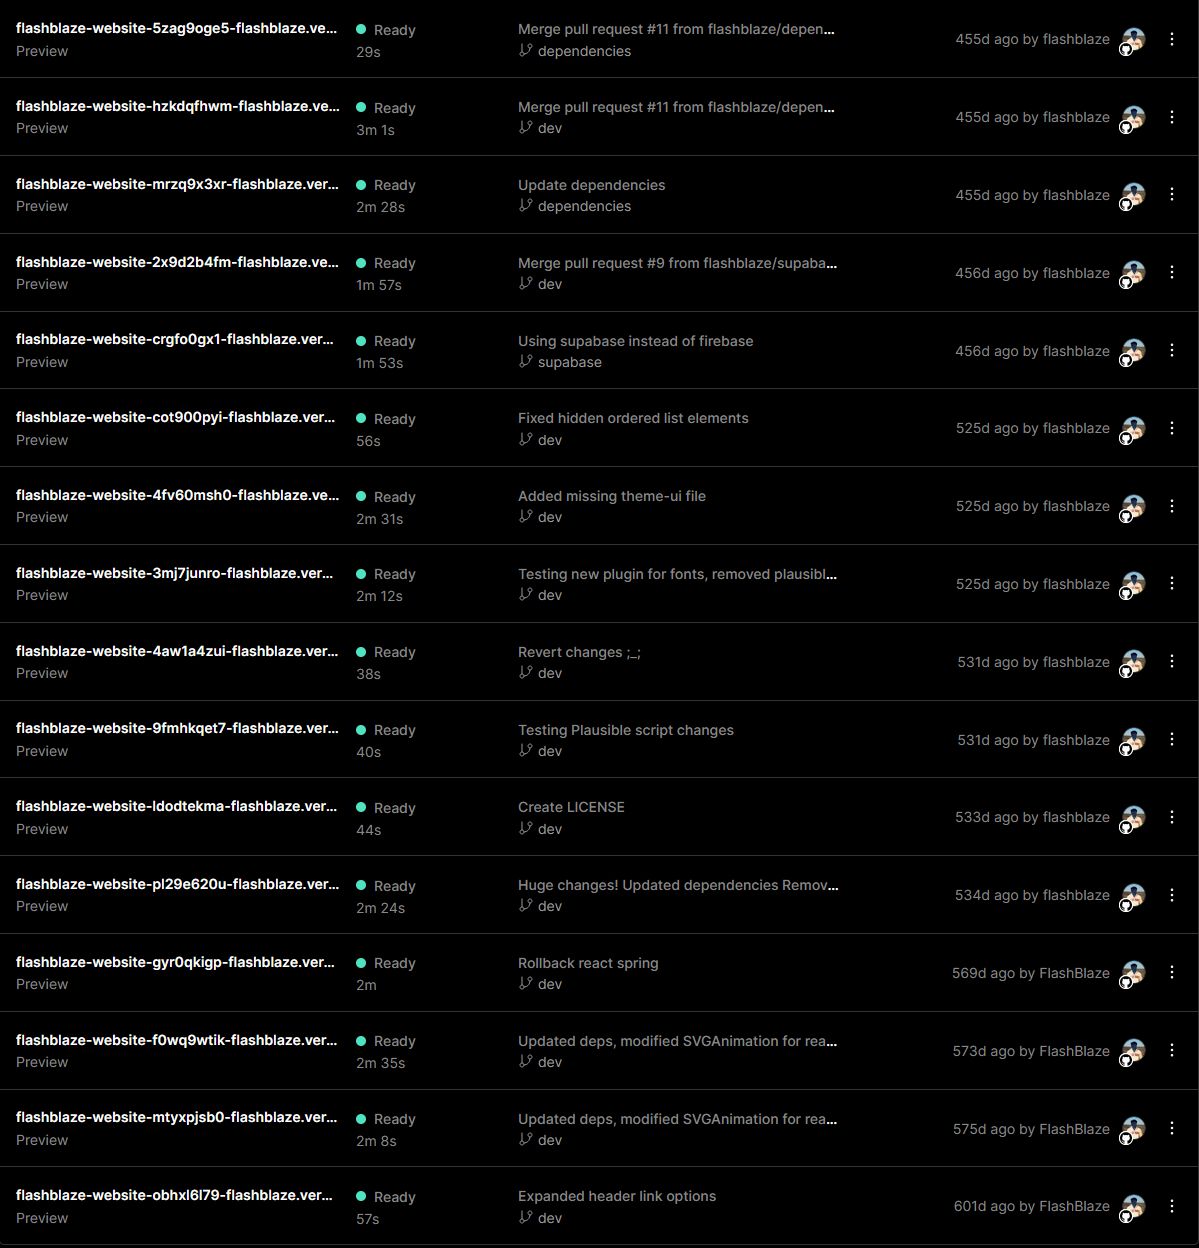 flashblaze-website-5zag9oge5-flashblaze.ve... Ready Merge pull request #11 from flashblaze/depen... 455d ago by flashblaze
Preview 29s dependencies
flashblaze-website-hzkdqfhwm-flashblaze.ve... Ready Merge pull request #11 from flashblaze/depen... 455d ago by flashblaze
Preview 3m 1s dev
flashblaze-website-mrzq9x3xr-flashblaze.ver... Ready Update dependencies 455d ago by flashblaze
Preview 2m 28s dependencies
flashblaze-website-2x9d2b4fm-flashblaze.ve... Ready Merge pull request #9 from flashblaze/supaba... 456d ago by flashblaze
Preview 1m 57s dev
flashblaze-website-crgfo0gx1-flashblaze.ver... Ready Using supabase instead of firebase 456d ago by flashblaze
Preview 1m 53s supabase
flashblaze-website-cot900pyi-flashblaze.ver... Ready Fixed hidden ordered list elements 525d ago by flashblaze
Preview 56s dev
flashblaze-website-4fv60msh0-flashblaze.ve... Ready Added missing theme-ui file 525d ago by flashblaze
Preview 2m 31s dev
flashblaze-website-3mj7junro-flashblaze.ver... Ready Testing new plugin for fonts, removed plausibl... 525d ago by flashblaze
Preview 2m 12s dev
flashblaze-website-4aw1a4zui-flashblaze.ver... Ready Revert changes ;_; 531d ago by flashblaze
Preview 38s dev
flashblaze-website-9fmhkqet7-flashblaze.ver... Ready Testing Plausible script changes 531d ago by flashblaze
Preview 40s dev
flashblaze-website-ldodtekma-flashblaze.ver... Ready Create LICENSE 533d ago by flashblaze
Preview 44s dev
flashblaze-website-pl29e620u-flashblaze.ver... Ready Huge changes! Updated dependencies Remov... 534d ago by flashblaze
Preview 2m 24s dev
flashblaze-website-gyr0qkigp-flashblaze.ver... Ready Rollback react spring 569d ago by FlashBlaze
Preview 2m dev
flashblaze-website-f0wq9wtik-flashblaze.ver... Ready Updated deps, modified SVGAnimation for rea... 573d ago by FlashBlaze
Preview 2m 35s dev
flashblaze-website-mtyxpjsb0-flashblaze.ver... Ready Updated deps, modified SVGAnimation for rea... 575d ago by FlashBlaze
Preview 2m 8s dev
flashblaze-website-obhxl6l79-flashblaze.ver... Ready Expanded header link options 601d ago by FlashBlaze
Preview 57s dev